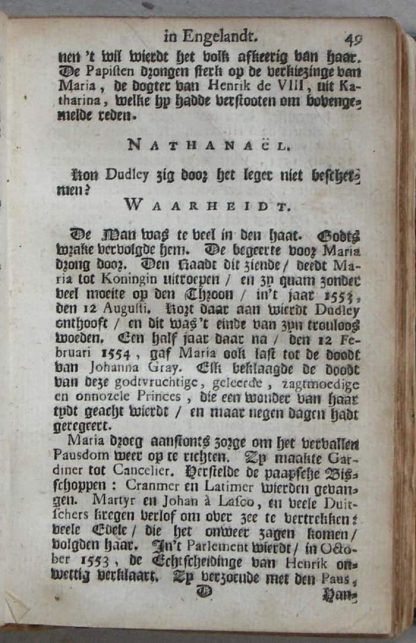 in Engelandt. 49
nen 't wil wierdt het volk afkeerig van haar.
De Papisten drongen sterk op de verkiezinge van
Maria, de dogter van Henrik de VIII, uit Ka-
tharina, welke hy hadde verstooten om bovenge-
melde reden.
NATHANAËL.
Kon Dudley zig door het leger niet bescher-
men?
WAARHEIDT.
De Man was te veel in den haat. Godts
wrake vervolgde hem. De begeerte voor Maria
drong door. Den Raadt dit ziende / deedt Ma-
ria tot Koningin uitroepen / en zy quam zonder
veel moeite op den Throon / in't jaar 1553,
den 12 Augusti. Kort daar aan wierdt Dudley
onthooft / en dit was't einde van zyn trouloos
woeden. Een half jaar daar na / den 12 Fe-
bruari 1554, gaf Maria ook last tot de doodt
van Johanna Gray. Elk beklaagde de doodt
van deze godtvruchtige, geleerde, zagtmoedige
en onnozele Princes, die een wonder van haar
tydt geacht wierdt / en maar negen dagen hadt
geregeert.
Maria droeg aanstonts zorge om het vervallen
Pausdom weer op te richten. Zy maakte Gar-
diner tot Cancelier. Herstelde de paapsche Bis-
schoppen: Cranmer en Latimer wierden gevan-
gen. Martyr en Johan à Lasco, en veele Duit-
schers kregen verlof om over zee te vertrekken:
veele Edele / die het onweer zagen komen /
volgden haar. In't Parlement wierdt / in Octo-
ber 1553, de Echtscheidinge van Henrik on-
wettig verklaart. Zy verzoende met den Paus,
D Han-